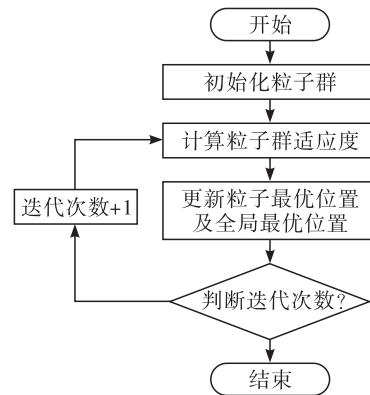 开始
初始化粒子群
计算粒子群适应度
更新粒子最优位置
及全局最优位置
迭代次数+1
判断迭代次数?
结束